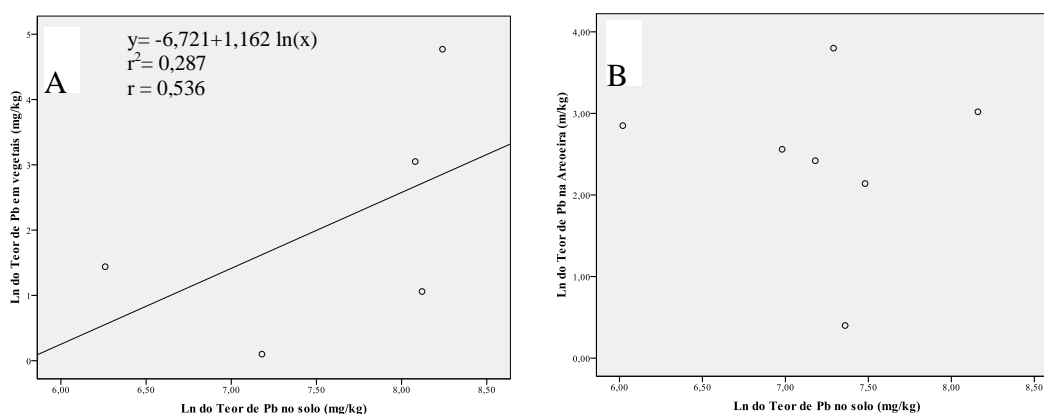 A
y= -6,721+1,162 ln(x)
r²= 0,287
r = 0,536
Ln do Teor de Pb em vegetais (mg/kg)
5
4
3
2
1
0
6,00 6,50 7,00 7,50 8,00 8,50
Ln do Teor de Pb no solo (mg/kg)
B
Ln do Teor de Pb na Areoeira (m/kg)
4,00
3,00
2,00
1,00
0,00
6,00 6,50 7,00 7,50 8,00 8,50
Ln do Teor de Pb no solo (mg/kg)